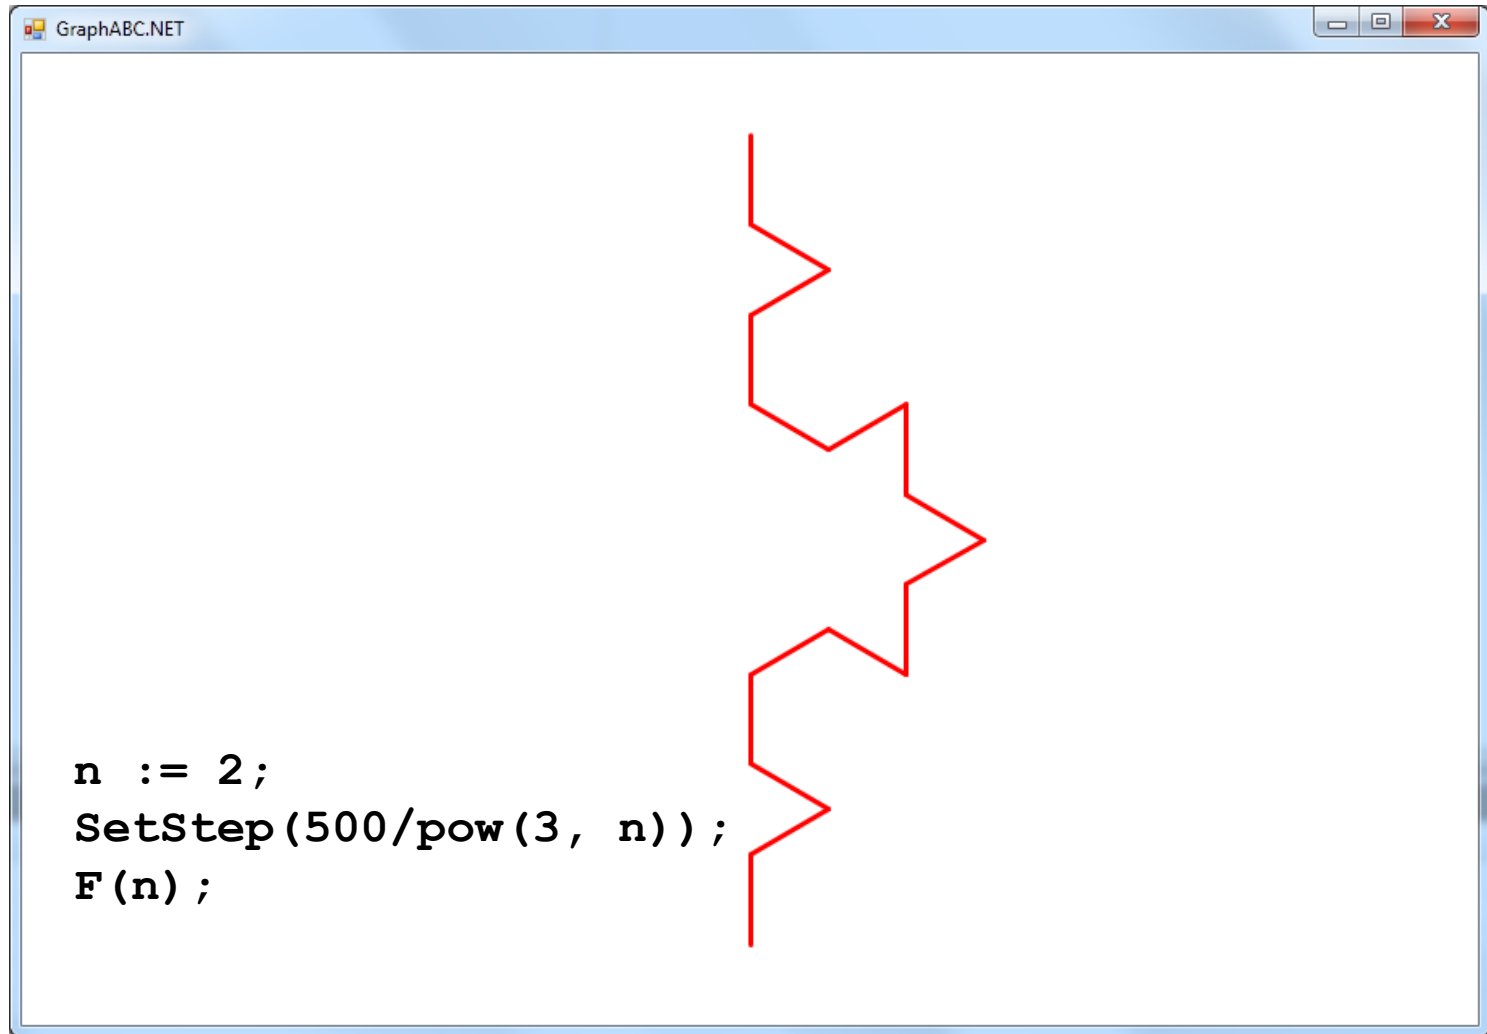 GraphABC.NET
n := 2;
SetStep(500/pow(3, n));
F(n);